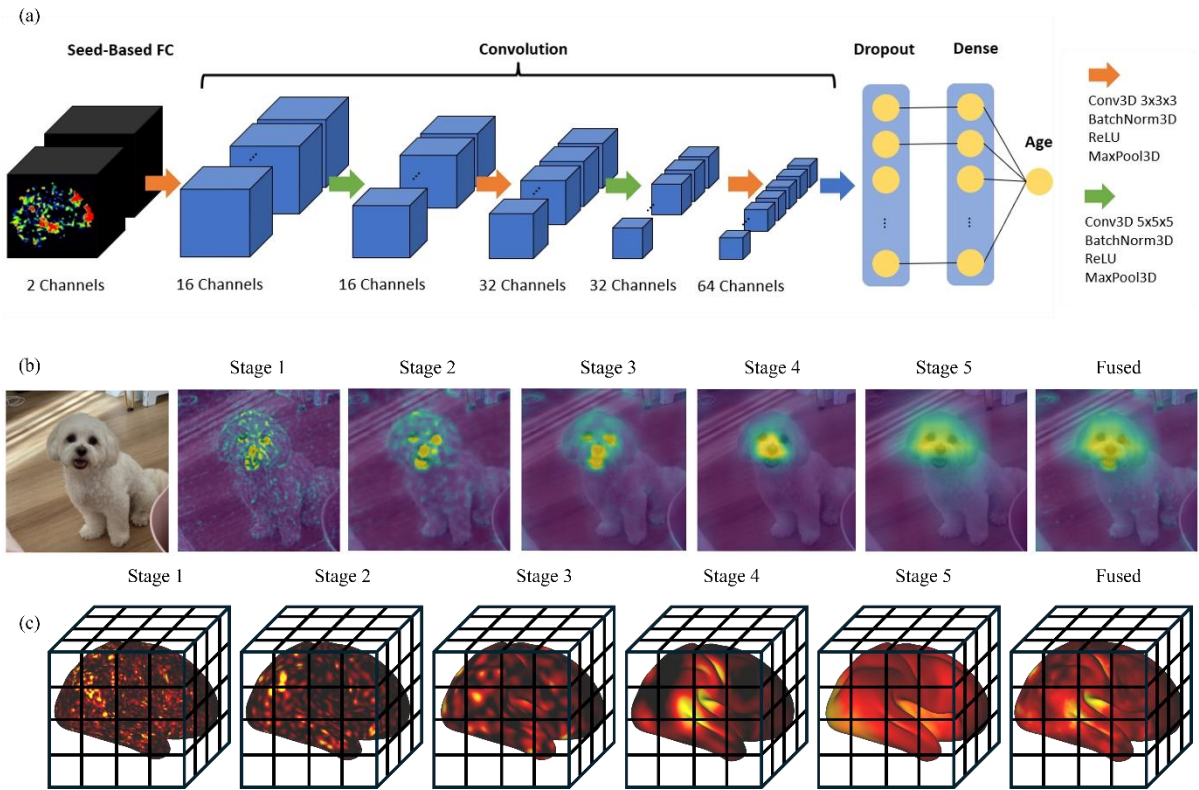 (a)
Seed-Based FC
Convolution
Dropout
Dense
Age
2 Channels
16 Channels
16 Channels
32 Channels
32 Channels
64 Channels
Conv3D 3x3x3
BatchNorm3D
ReLU
MaxPool3D
Conv3D 5x5x5
BatchNorm3D
ReLU
MaxPool3D
(b)
Stage 1
Stage 2
Stage 3
Stage 4
Stage 5
Fused
Stage 1
Stage 2
Stage 3
Stage 4
Stage 5
Fused
(c)